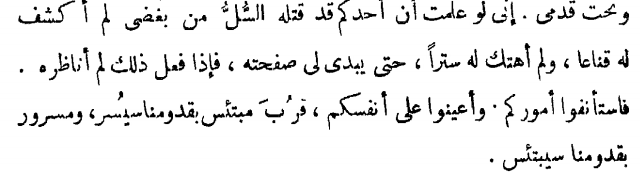 وتحت قدمى . إنى لو علمت أن أحدكم قد قتله السُّلُّ من بغضى لم أكشف
له قناعا ، ولم أهتك له ستراً ، حتى يبدى لى صفحته ، فإذا فعل ذلك لم أناظره .
فاستأنفوا أموركم . وأعينوا على أنفسكم ، فرُبَّ مبتئس بقدومنا سيُسر ، ومسرور
بقدومنا سيبتئس .